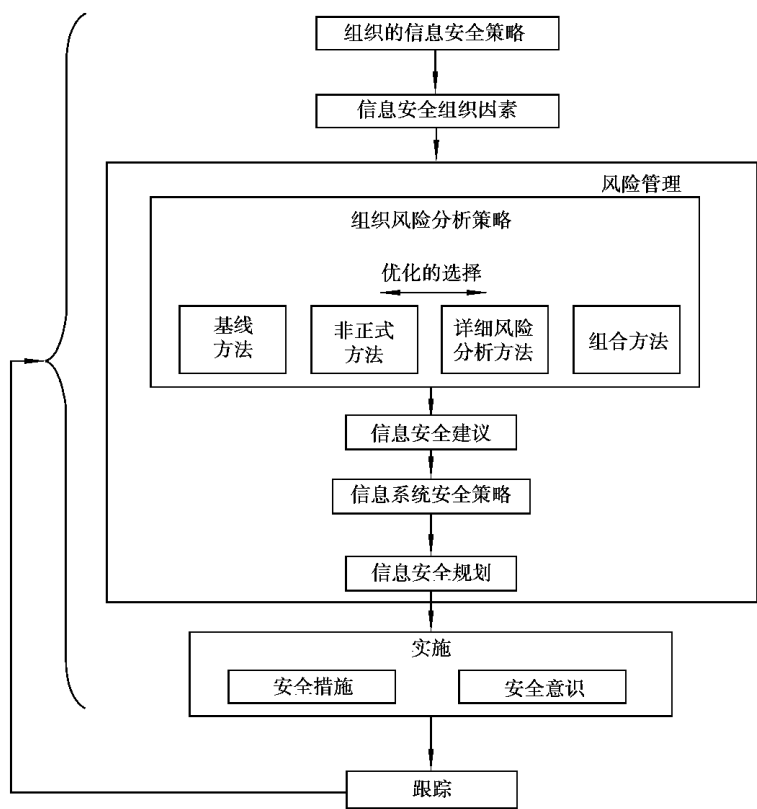 组织的信息安全策略
信息安全组织因素
风险管理
组织风险分析策略
优化的选择
基线
方法
非正式
方法
详细风险
分析方法
组合方法
信息安全建议
信息系统安全策略
信息安全规划
实施
安全措施
安全意识
跟踪